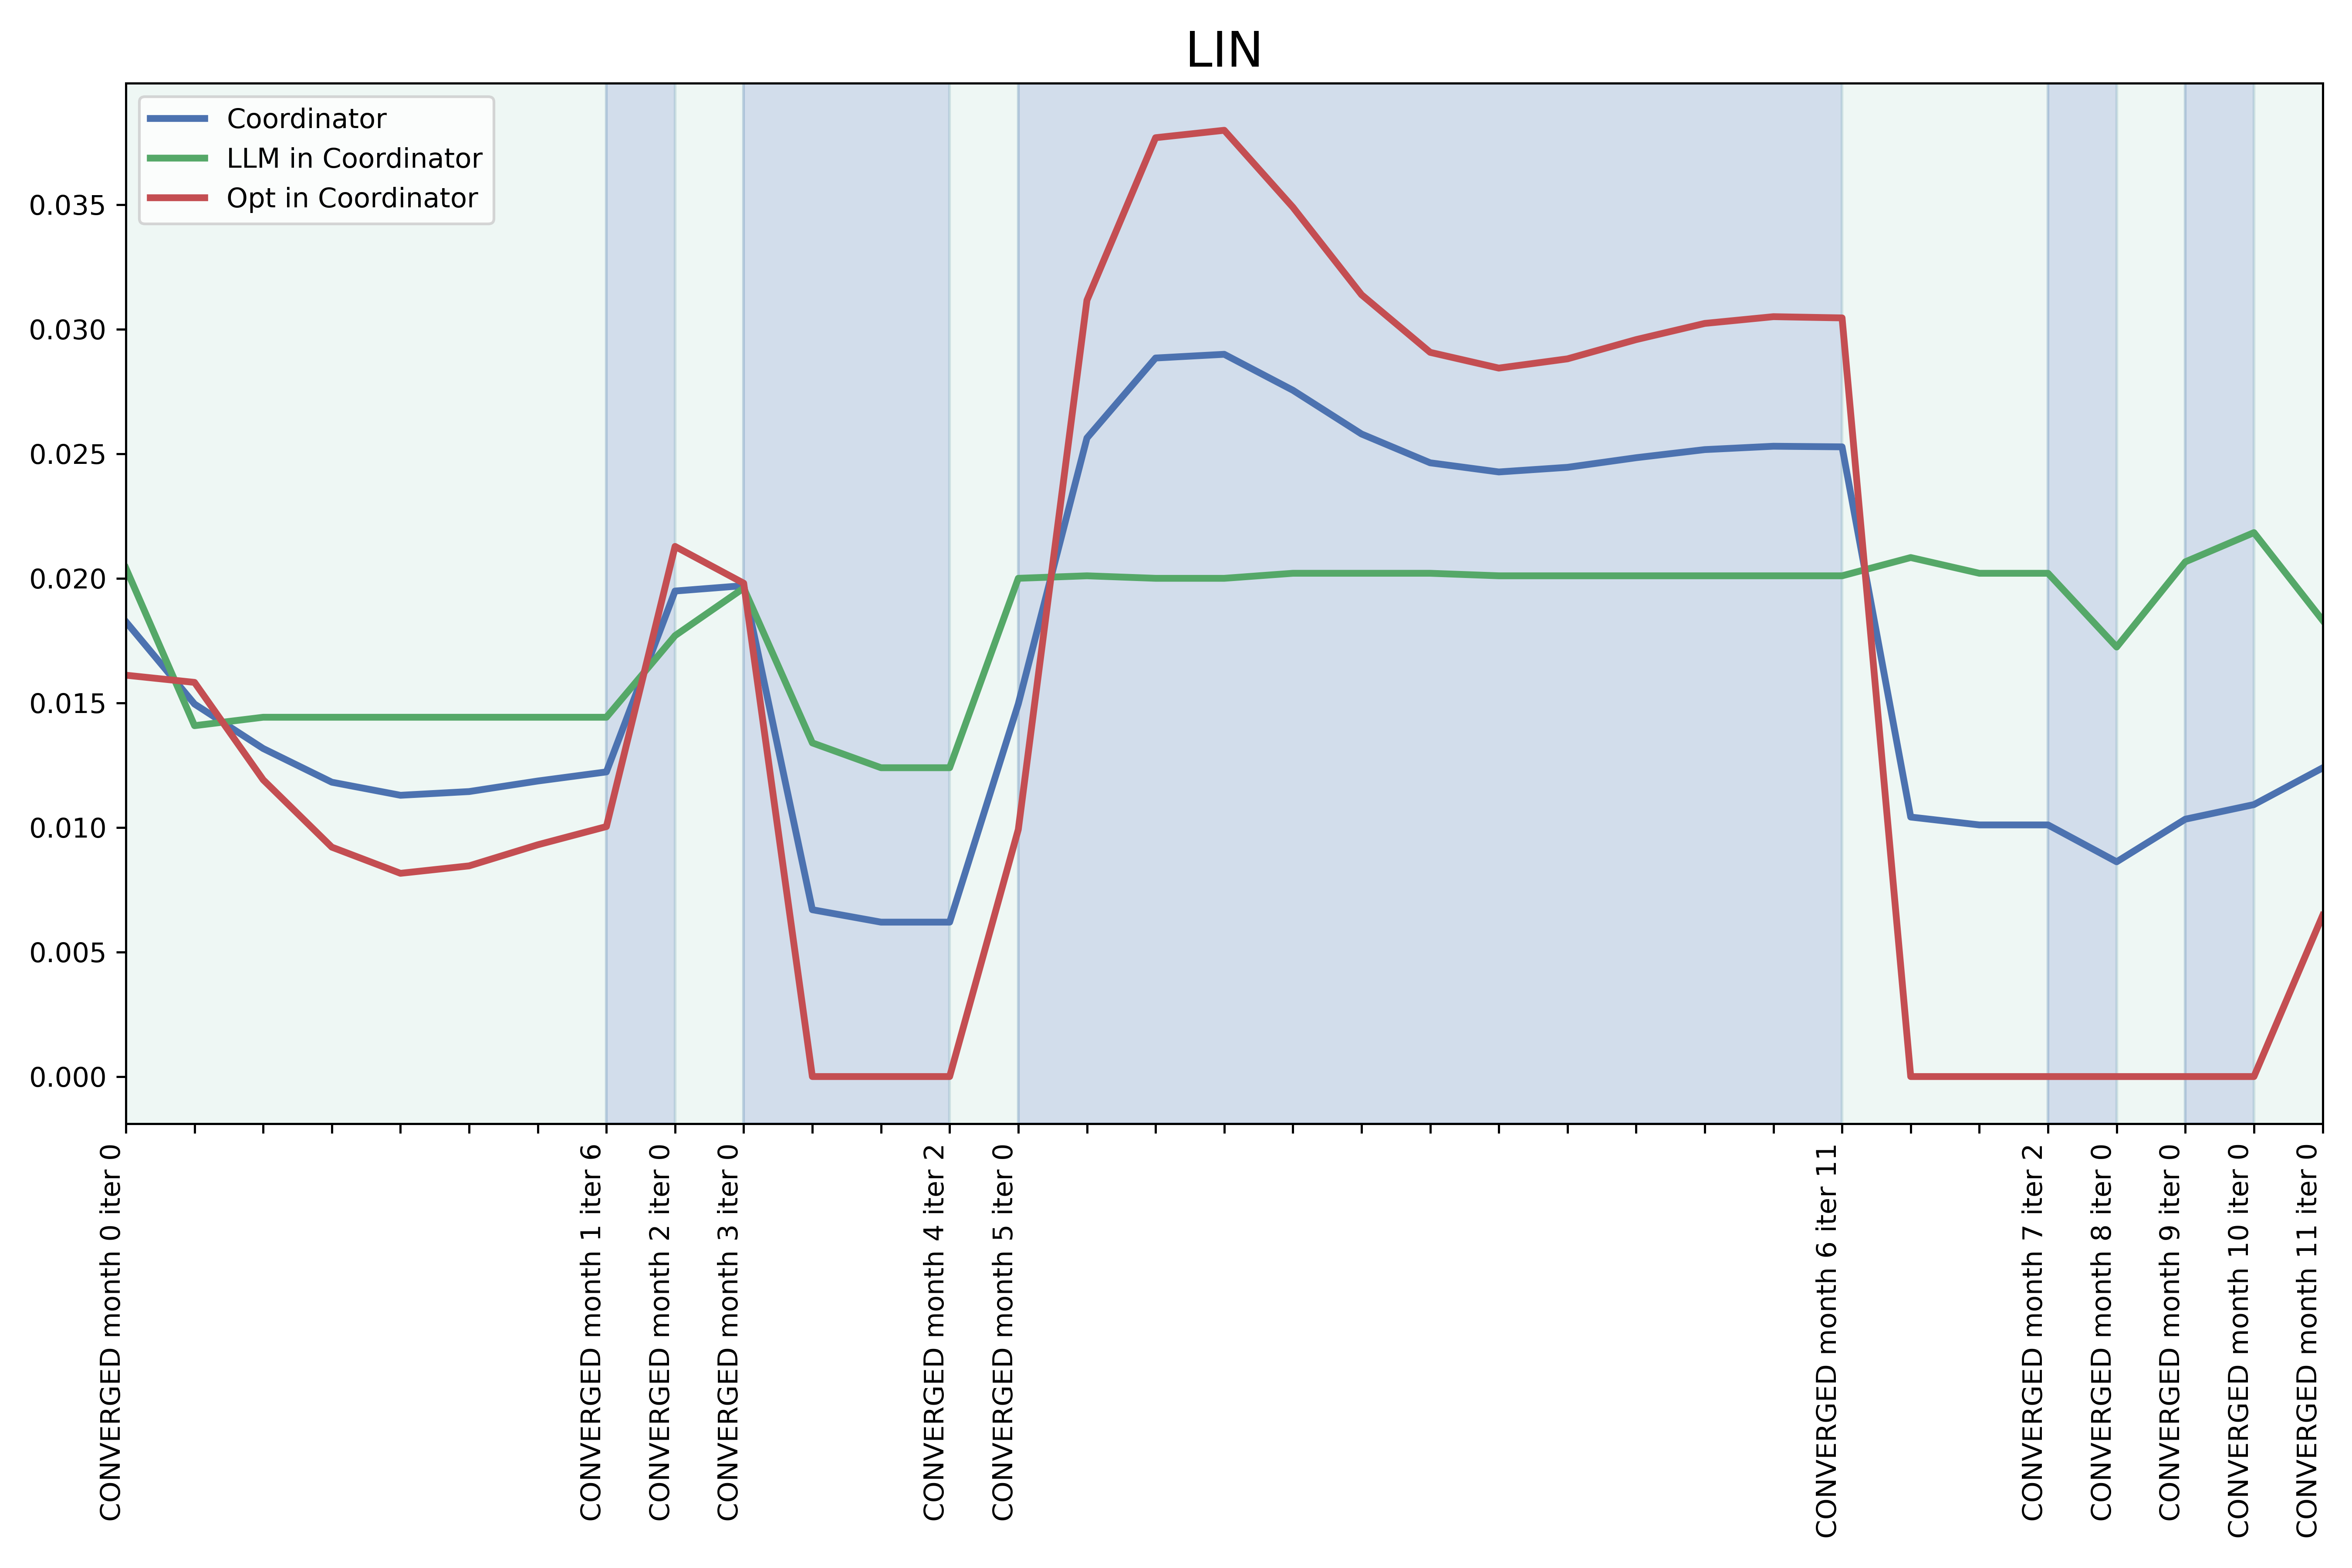 LIN
Coordinator
LLM in Coordinator
Opt in Coordinator
0.035
0.030
0.025
0.020
0.015
0.010
0.005
0.000
CONVERGED month 0 iter 0
CONVERGED month 1 iter 6
CONVERGED month 2 iter 0
CONVERGED month 3 iter 0
CONVERGED month 4 iter 2
CONVERGED month 5 iter 0
CONVERGED month 6 iter 11
CONVERGED month 7 iter 2
CONVERGED month 8 iter 0
CONVERGED month 9 iter 0
CONVERGED month 10 iter 0
CONVERGED month 11 iter 0